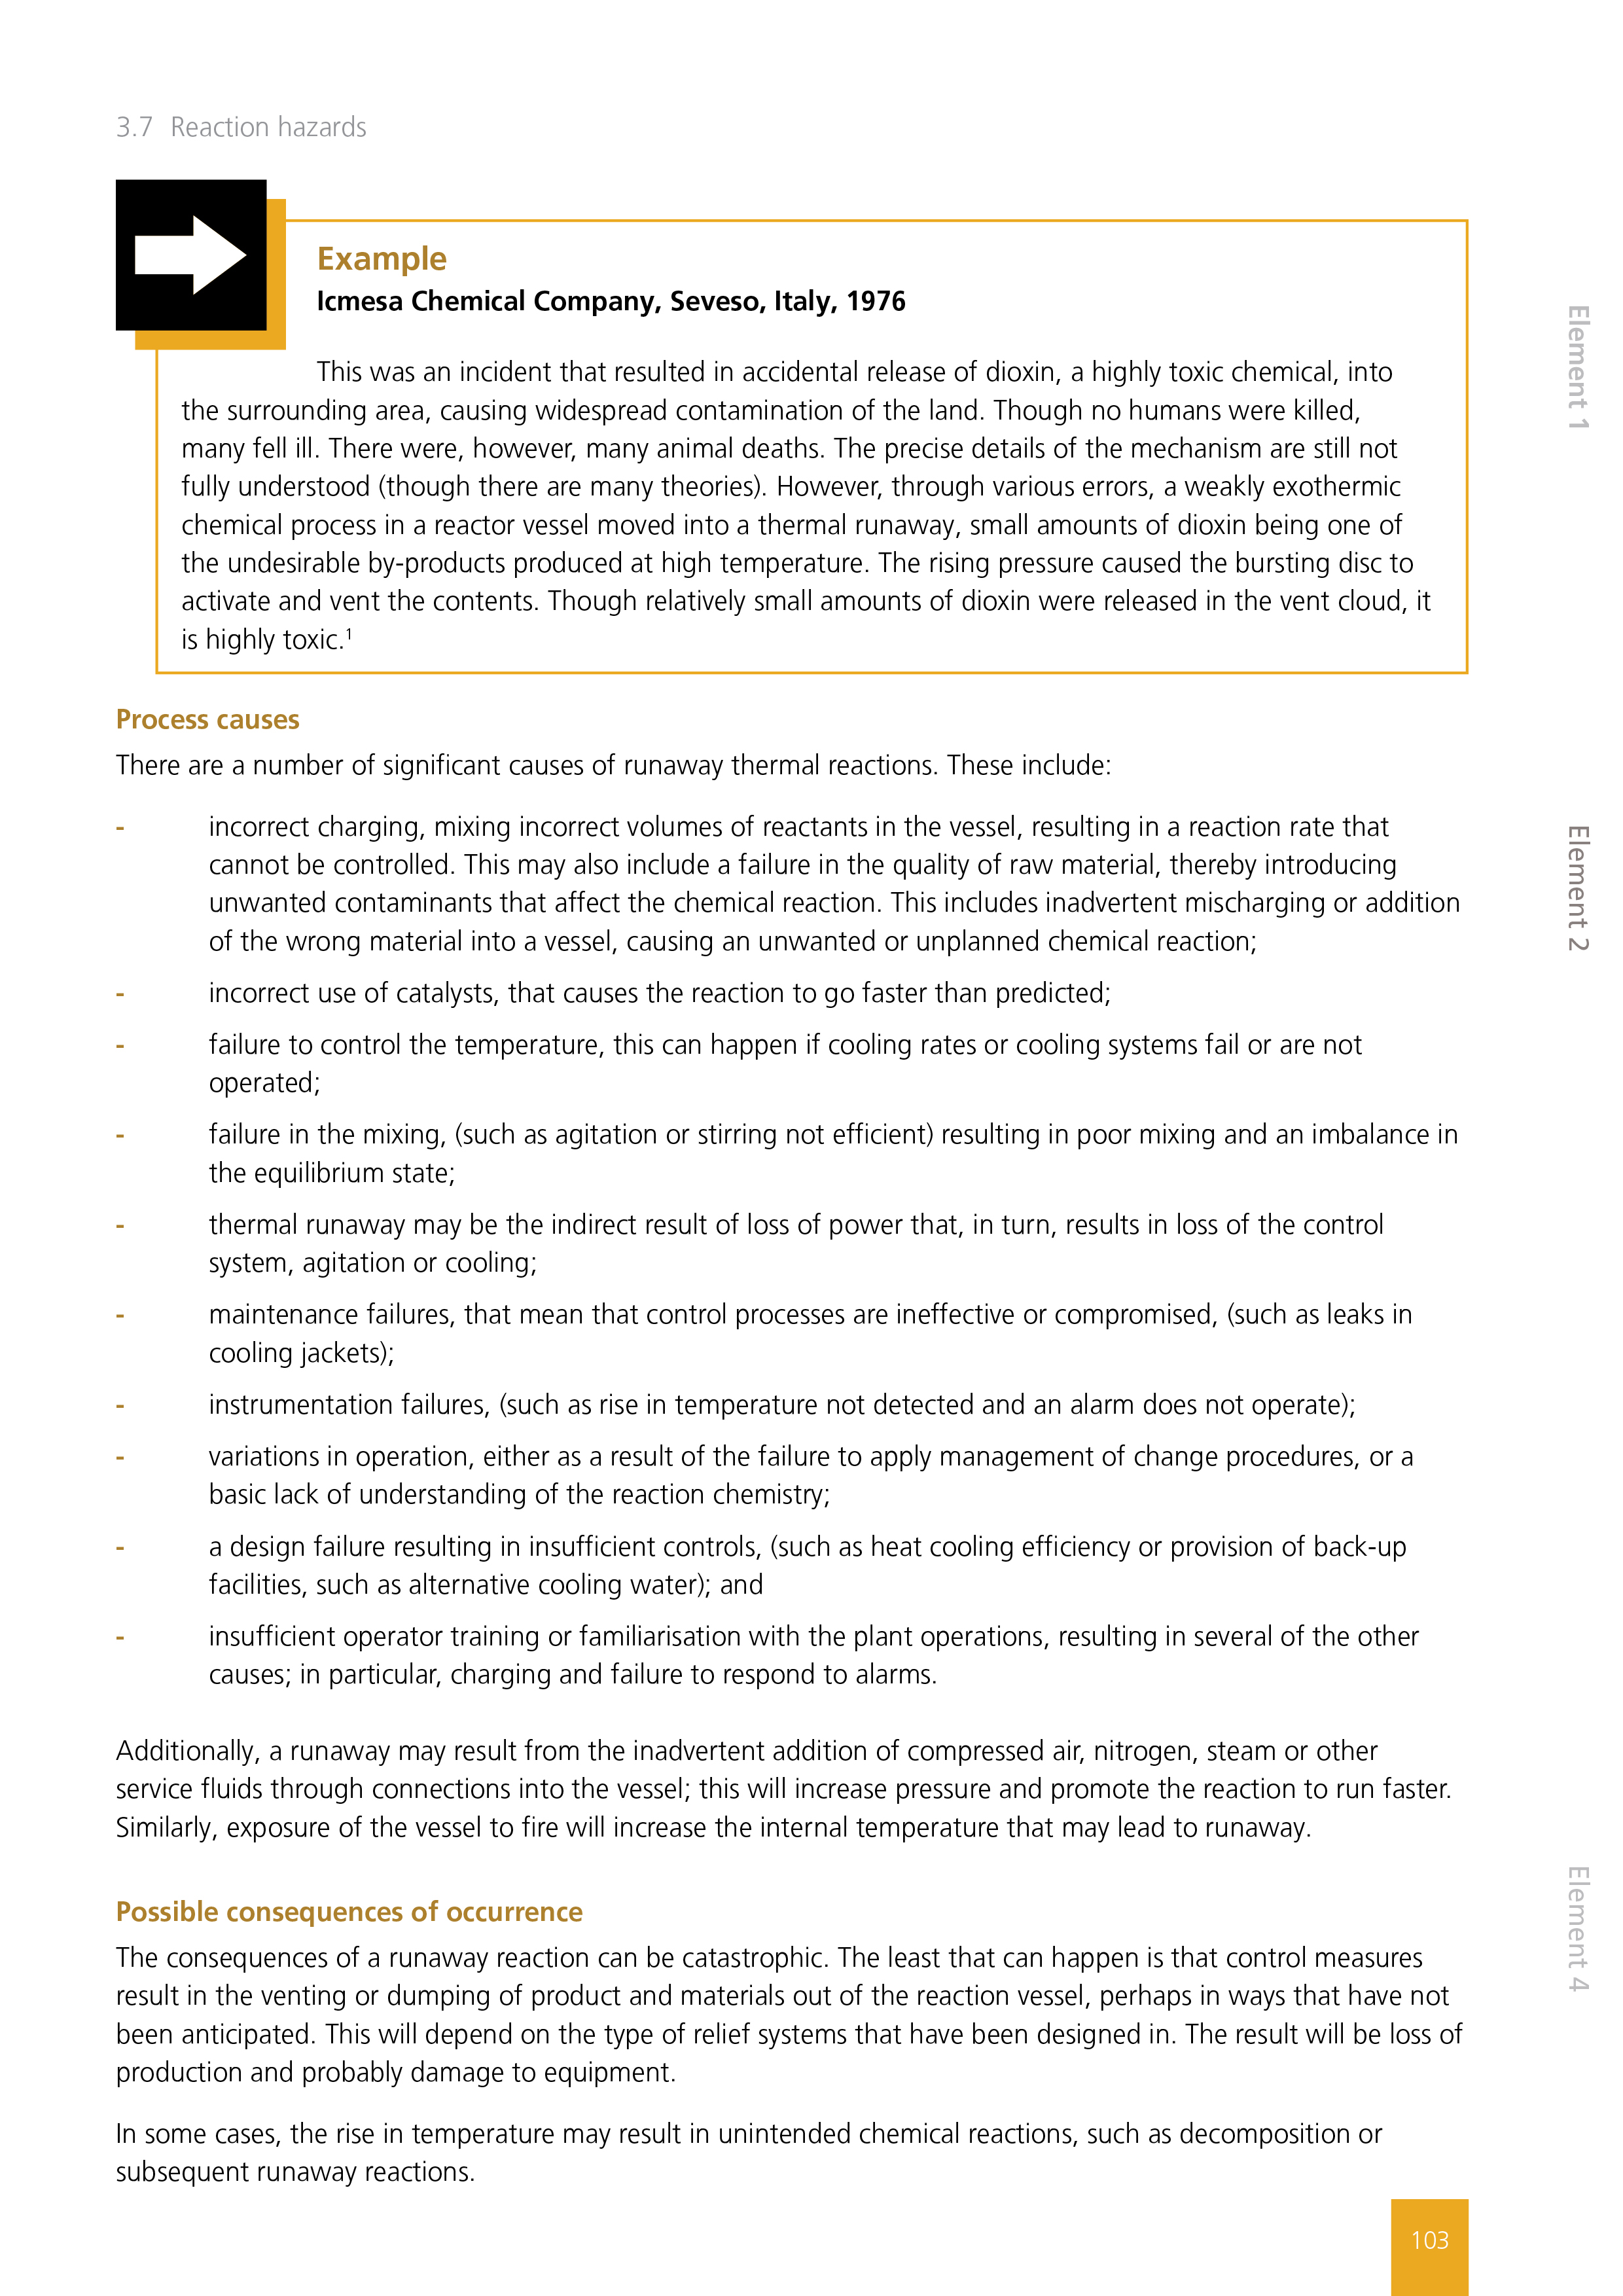 3.7 Reaction hazards
Example
Icmesa Chemical Company, Seveso, Italy, 1976
This was an incident that resulted in accidental release of dioxin, a highly toxic chemical, into
the surrounding area, causing widespread contamination of the land. Though no humans were killed,
many fell ill. There were, however, many animal deaths. The precise details of the mechanism are still not
fully understood (though there are many theories). However, through various errors, a weakly exothermic
chemical process in a reactor vessel moved into a thermal runaway, small amounts of dioxin being one of
the undesirable by-products produced at high temperature. The rising pressure caused the bursting disc to
activate and vent the contents. Though relatively small amounts of dioxin were released in the vent cloud, it
is highly toxic.¹
Process causes
There are a number of significant causes of runaway thermal reactions. These include:
- incorrect charging, mixing incorrect volumes of reactants in the vessel, resulting in a reaction rate that
cannot be controlled. This may also include a failure in the quality of raw material, thereby introducing
unwanted contaminants that affect the chemical reaction. This includes inadvertent mischarging or addition
of the wrong material into a vessel, causing an unwanted or unplanned chemical reaction;
- incorrect use of catalysts, that causes the reaction to go faster than predicted;
- failure to control the temperature, this can happen if cooling rates or cooling systems fail or are not
operated;
- failure in the mixing, (such as agitation or stirring not efficient) resulting in poor mixing and an imbalance in
the equilibrium state;
- thermal runaway may be the indirect result of loss of power that, in turn, results in loss of the control
system, agitation or cooling;
- maintenance failures, that mean that control processes are ineffective or compromised, (such as leaks in
cooling jackets);
- instrumentation failures, (such as rise in temperature not detected and an alarm does not operate);
- variations in operation, either as a result of the failure to apply management of change procedures, or a
basic lack of understanding of the reaction chemistry;
- a design failure resulting in insufficient controls, (such as heat cooling efficiency or provision of back-up
facilities, such as alternative cooling water); and
- insufficient operator training or familiarisation with the plant operations, resulting in several of the other
causes; in particular, charging and failure to respond to alarms.
Additionally, a runaway may result from the inadvertent addition of compressed air, nitrogen, steam or other
service fluids through connections into the vessel; this will increase pressure and promote the reaction to run faster.
Similarly, exposure of the vessel to fire will increase the internal temperature that may lead to runaway.
Possible consequences of occurrence
The consequences of a runaway reaction can be catastrophic. The least that can happen is that control measures
result in the venting or dumping of product and materials out of the reaction vessel, perhaps in ways that have not
been anticipated. This will depend on the type of relief systems that have been designed in. The result will be loss of
production and probably damage to equipment.
In some cases, the rise in temperature may result in unintended chemical reactions, such as decomposition or
subsequent runaway reactions.
103
Element 1
Element 2
Element 4